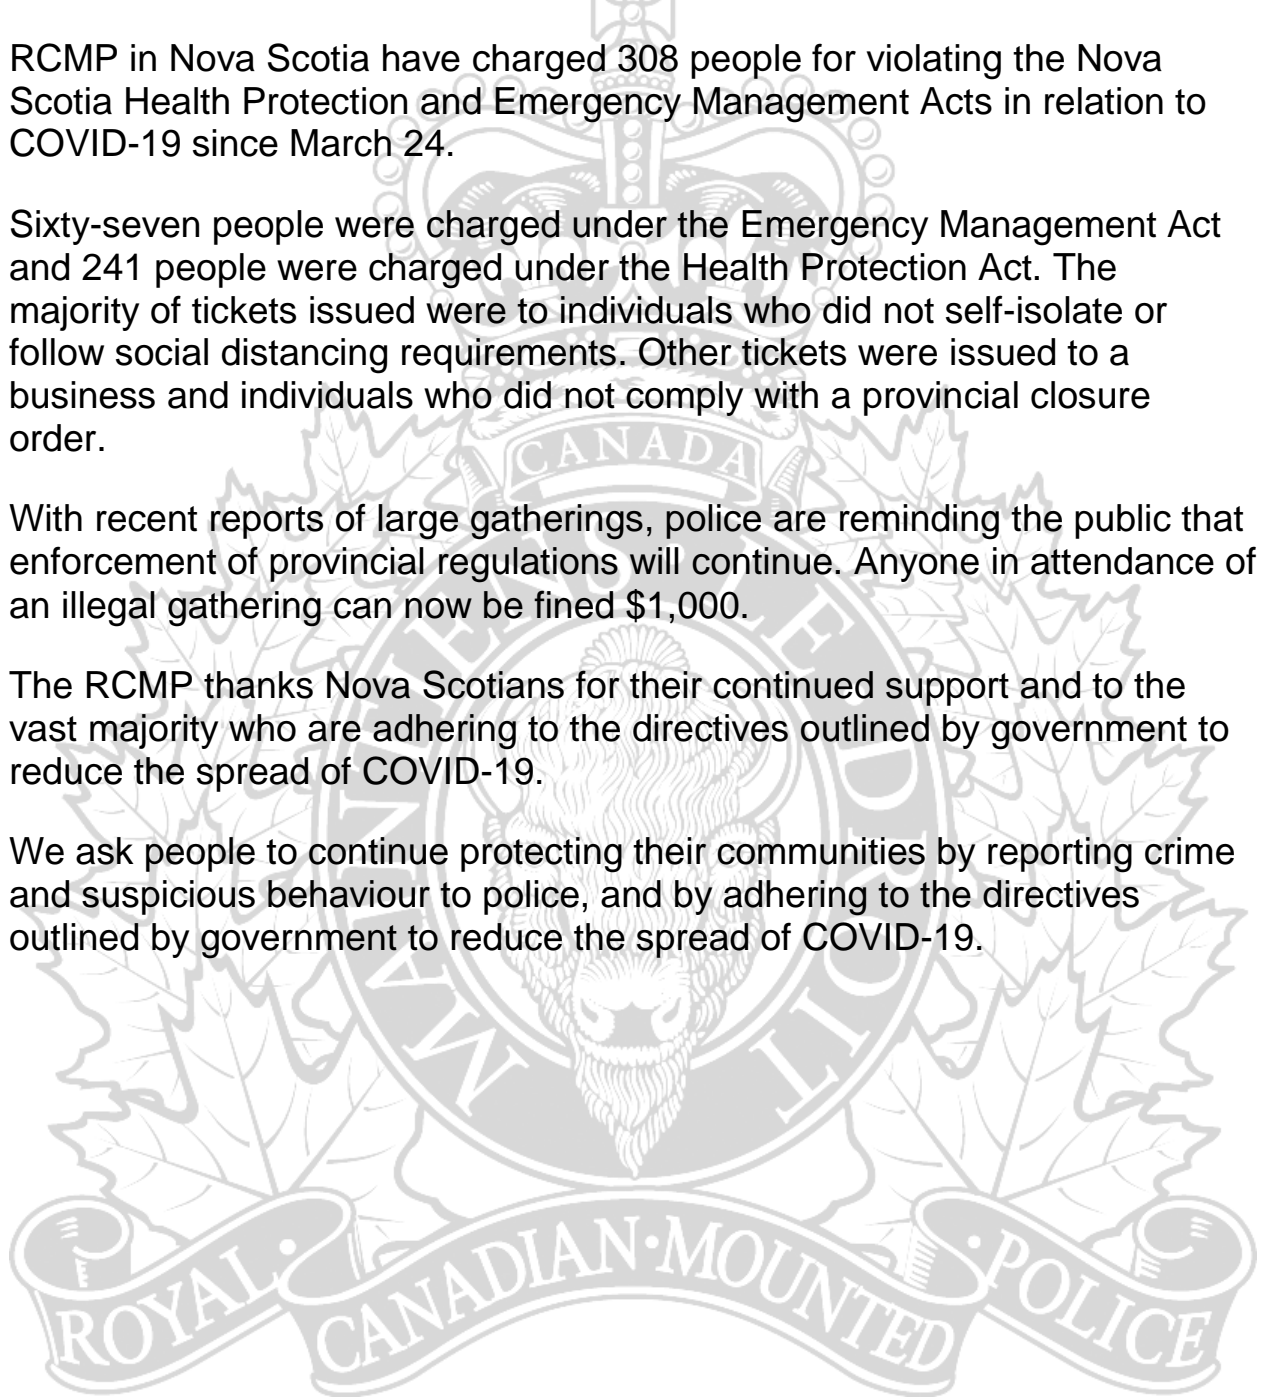 RCMP in Nova Scotia have charged 308 people for violating the Nova
Scotia Health Protection and Emergency Management Acts in relation to
COVID-19 since March 24.
Sixty-seven people were charged under the Emergency Management Act
and 241 people were charged under the Health Protection Act. The
majority of tickets issued were to individuals who did not self-isolate or
follow social distancing requirements. Other tickets were issued to a
business and individuals who did not comply with a provincial closure
order.
With recent reports of large gatherings, police are reminding the public that
enforcement of provincial regulations will continue. Anyone in attendance of
an illegal gathering can now be fined $1,000.
The RCMP thanks Nova Scotians for their continued support and to the
vast majority who are adhering to the directives outlined by government to
reduce the spread of COVID-19.
We ask people to continue protecting their communities by reporting crime
and suspicious behaviour to police, and by adhering to the directives
outlined by government to reduce the spread of COVID-19.
CANADA
MAINTIENS·LE·DROIT
ROYAL·CANADIAN·MOUNTED·POLICE